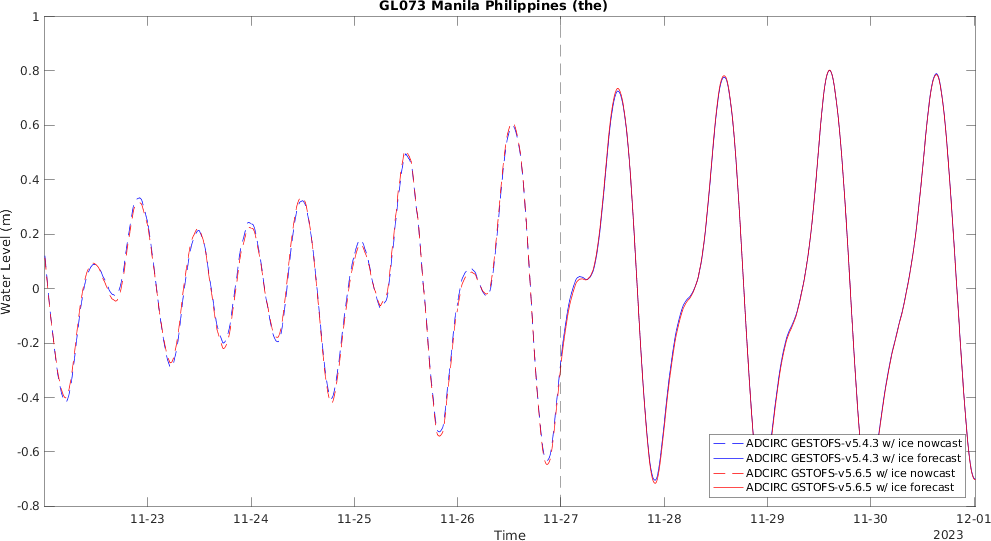 GL073 Manila Philippines (the)
1
0.8
0.6
0.4
0.2
0
-0.2
-0.4
-0.6
-0.8
Water Level (m)
11-23
11-24
11-25
11-26
11-27
11-28
11-29
11-30
12-01
Time
2023
ADCIRC GESTOFS-v5.4.3 w/ ice nowcast
ADCIRC GESTOFS-v5.4.3 w/ ice forecast
ADCIRC GSTOFS-v5.6.5 w/ ice nowcast
ADCIRC GSTOFS-v5.6.5 w/ ice forecast